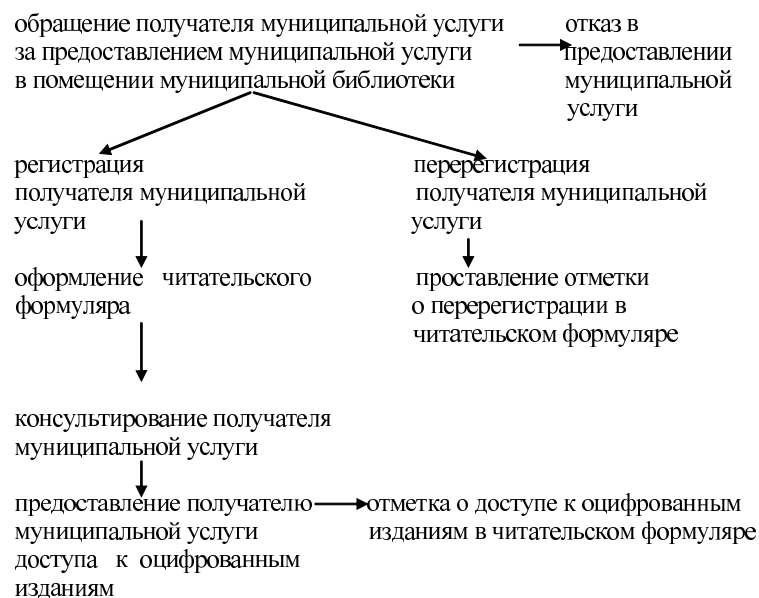 обращение получателя муниципальной услуги
за предоставлением муниципальной услуги
в помещении муниципальной библиотеки
отказ в
предоставлении
муниципальной
услуги
регистрация
получателя муниципальной
услуги
перерегистрация
получателя муниципальной
услуги
оформление читательского
формуляра
проставление отметки
о перерегистрации в
читательском формуляре
консультирование получателя
муниципальной услуги
предоставление получателю
муниципальной услуги
доступа к оцифрованным
изданиям
отметка о доступе к оцифрованным
изданиям в читательском формуляре